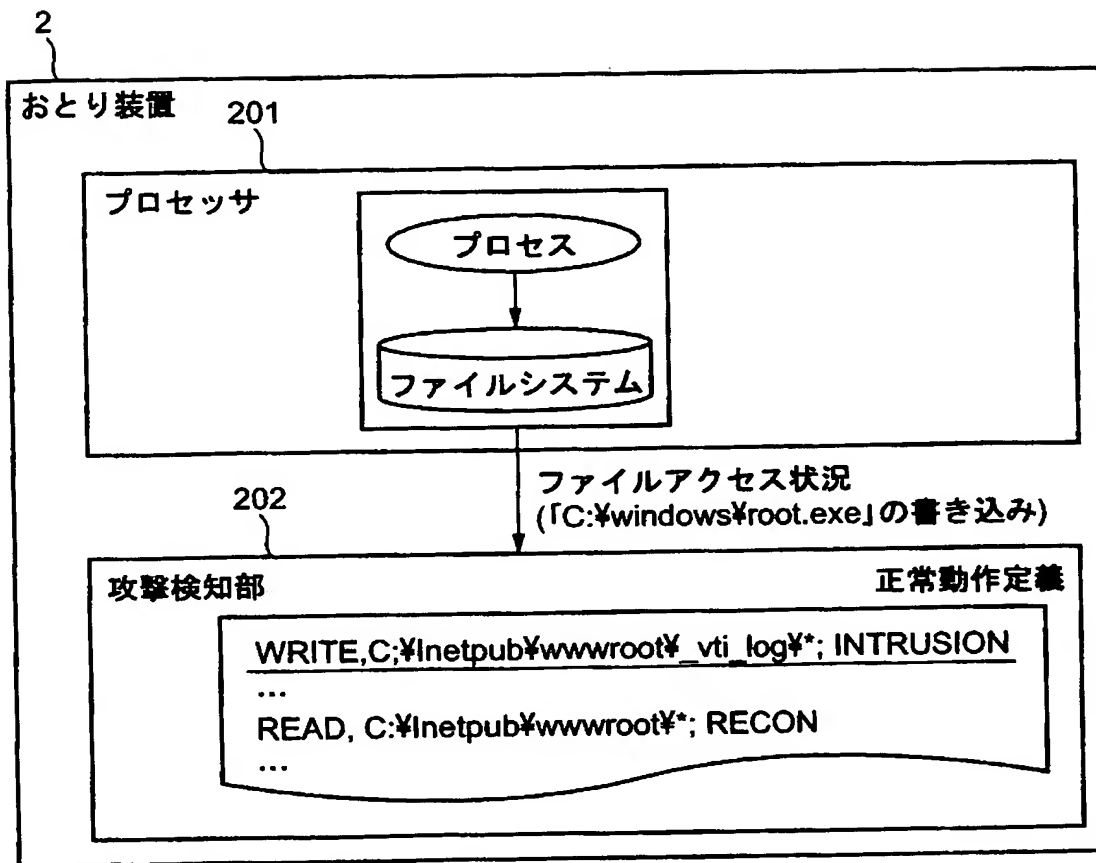 2
おとり装置
201
プロセッサ
プロセス
ファイルシステム
ファイルアクセス状況
(「C:¥windows¥root.exe」の書き込み)
202
攻撃検知部
正常動作定義
WRITE,C;¥Inetpub¥wwwroot¥_vti_log¥*; INTRUSION
...
READ, C:¥Inetpub¥wwwroot¥*; RECON
...